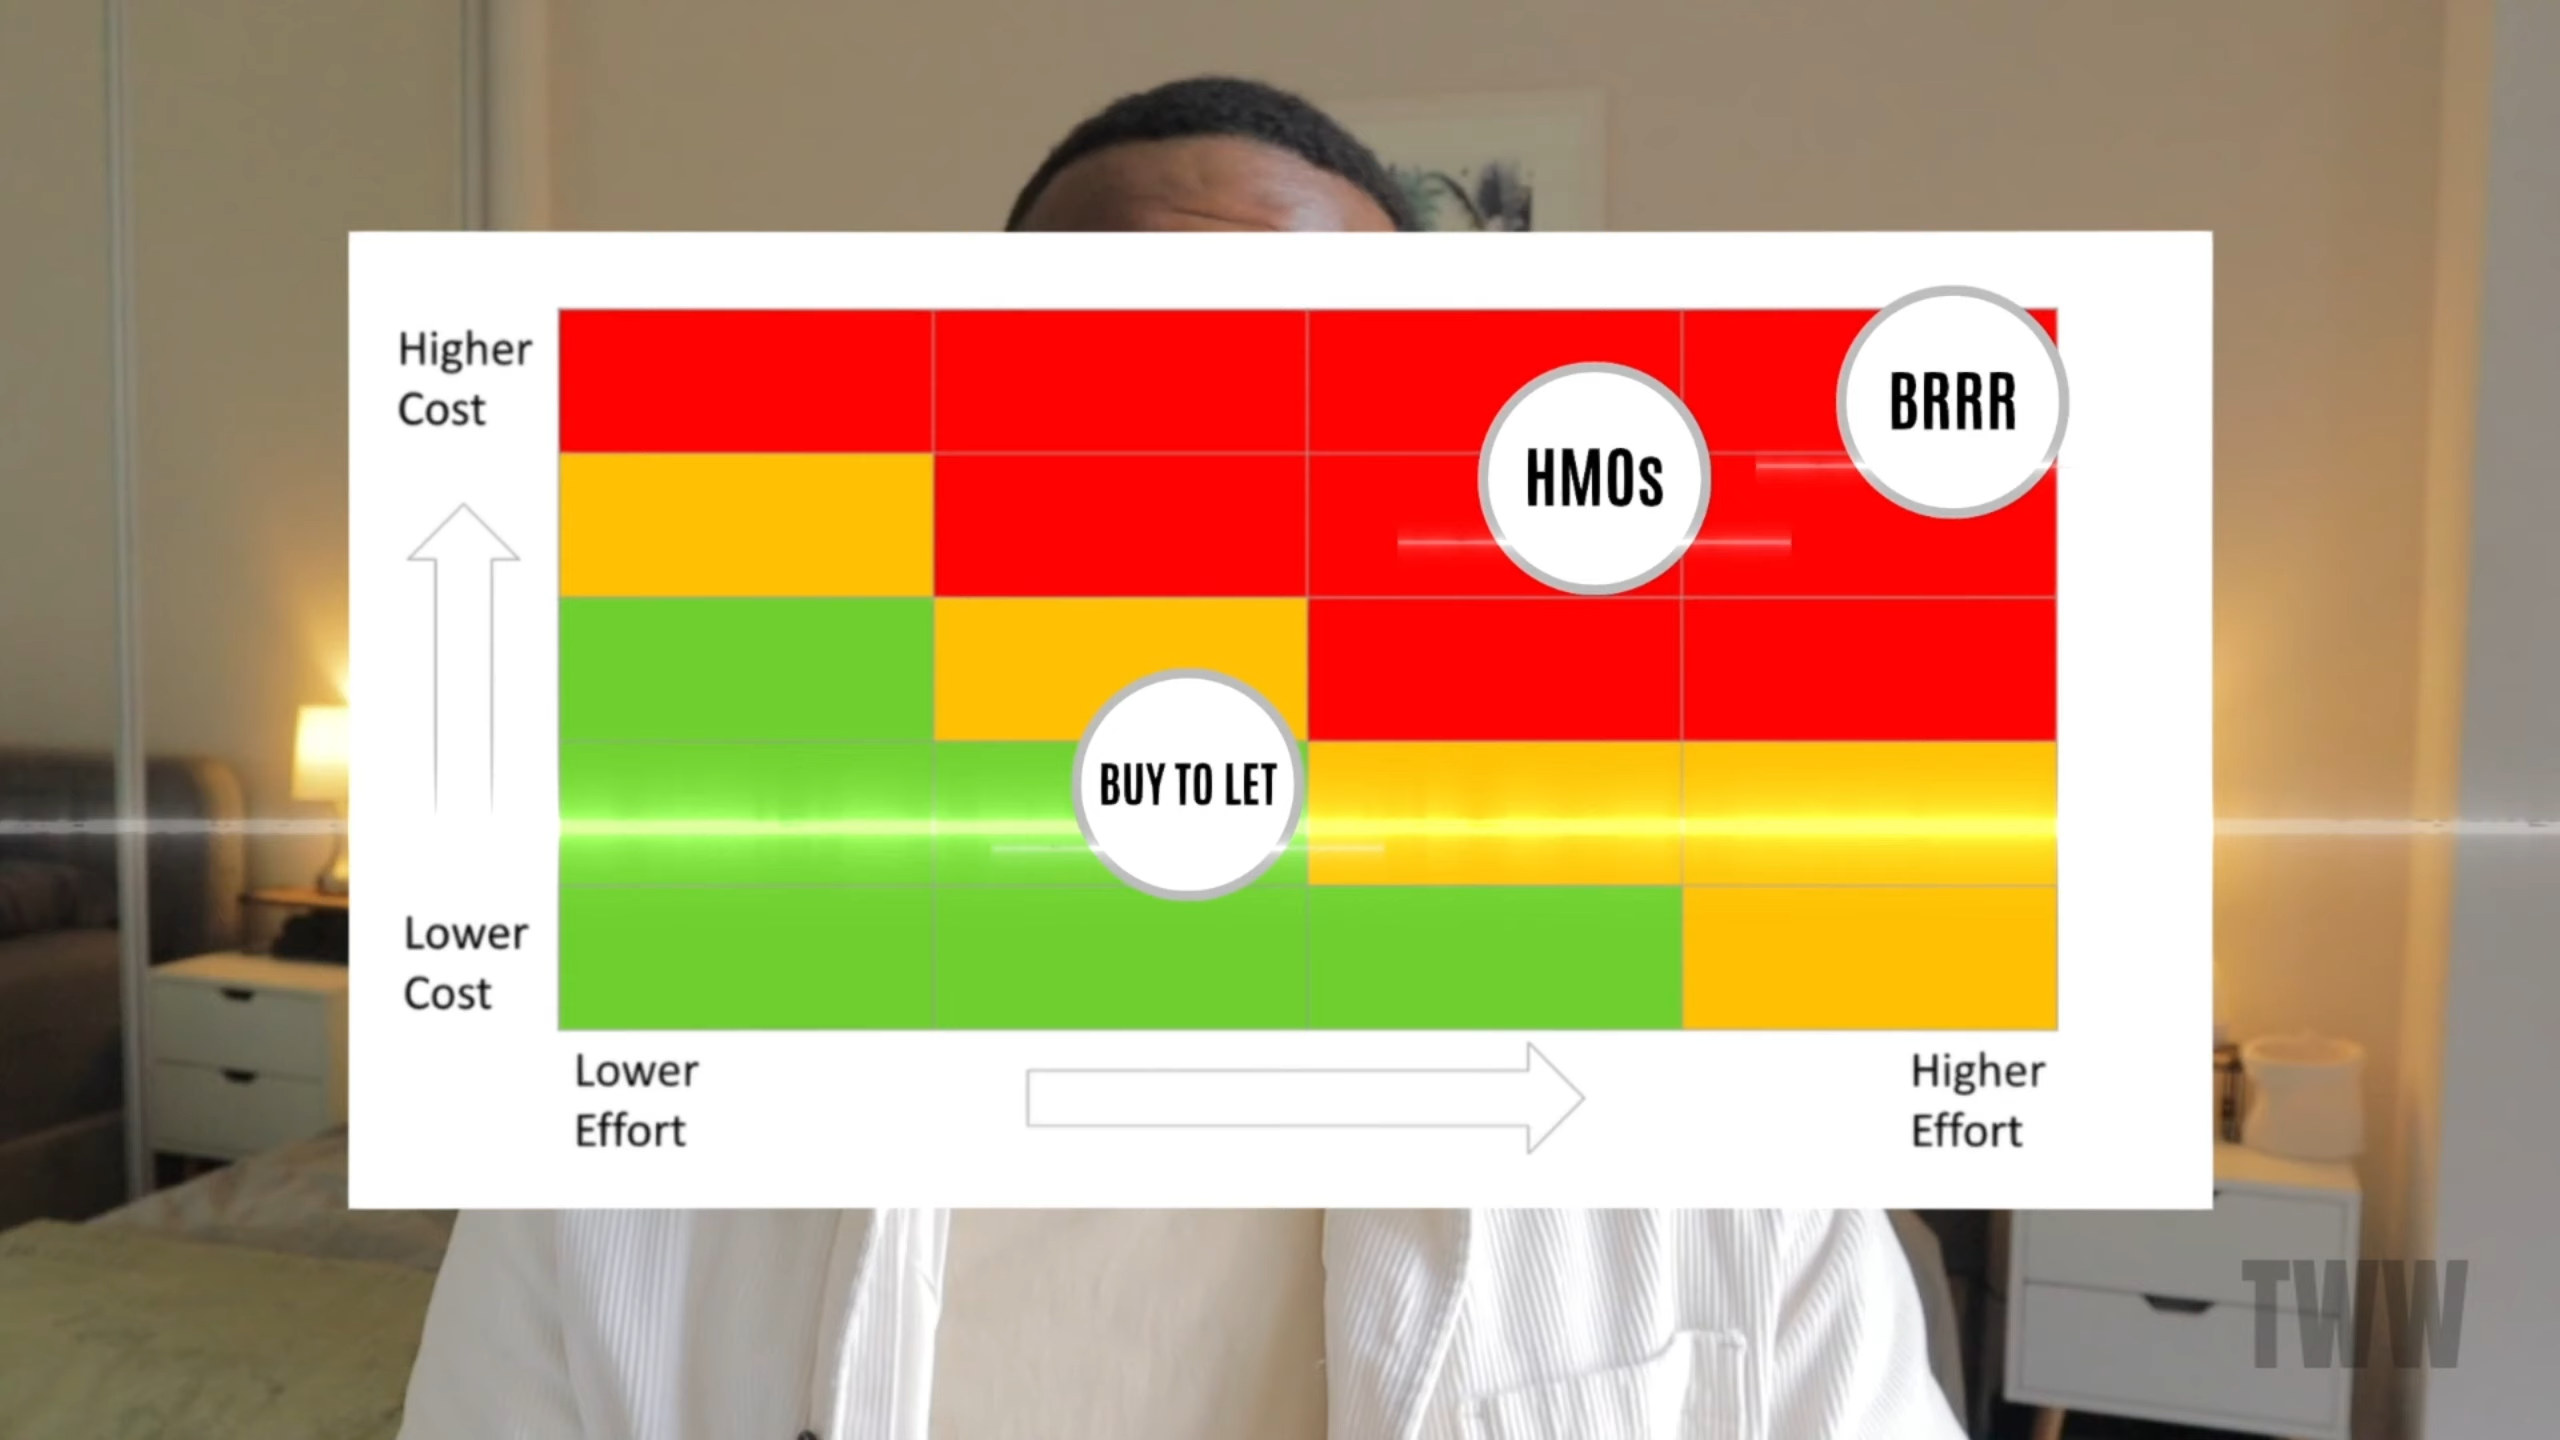 Higher
Cost
BRRR
HMOs
BUY TO LET
Lower
Cost
Lower
Effort
Higher
Effort
TWW